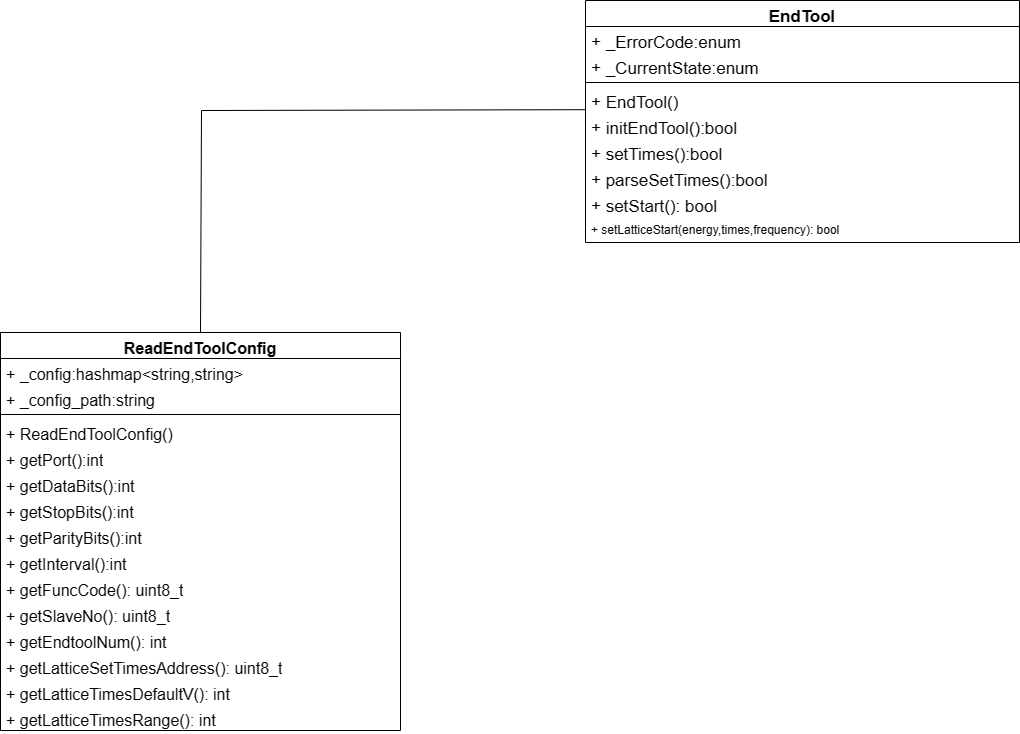 EndTool
+ _ErrorCode:enum
+ _CurrentState:enum
+ EndTool()
+ initEndTool():bool
+ setTimes():bool
+ parseSetTimes():bool
+ setStart(): bool
+ setLatticeStart(energy,times,frequency): bool
ReadEndToolConfig
+ _config:hashmap<string,string>
+ _config_path:string
+ ReadEndToolConfig()
+ getPort():int
+ getDataBits():int
+ getStopBits():int
+ getParityBits():int
+ getInterval():int
+ getFuncCode(): uint8_t
+ getSlaveNo(): uint8_t
+ getEndtoolNum(): int
+ getLatticeSetTimesAddress(): uint8_t
+ getLatticeTimesDefaultV(): int
+ getLatticeTimesRange(): int